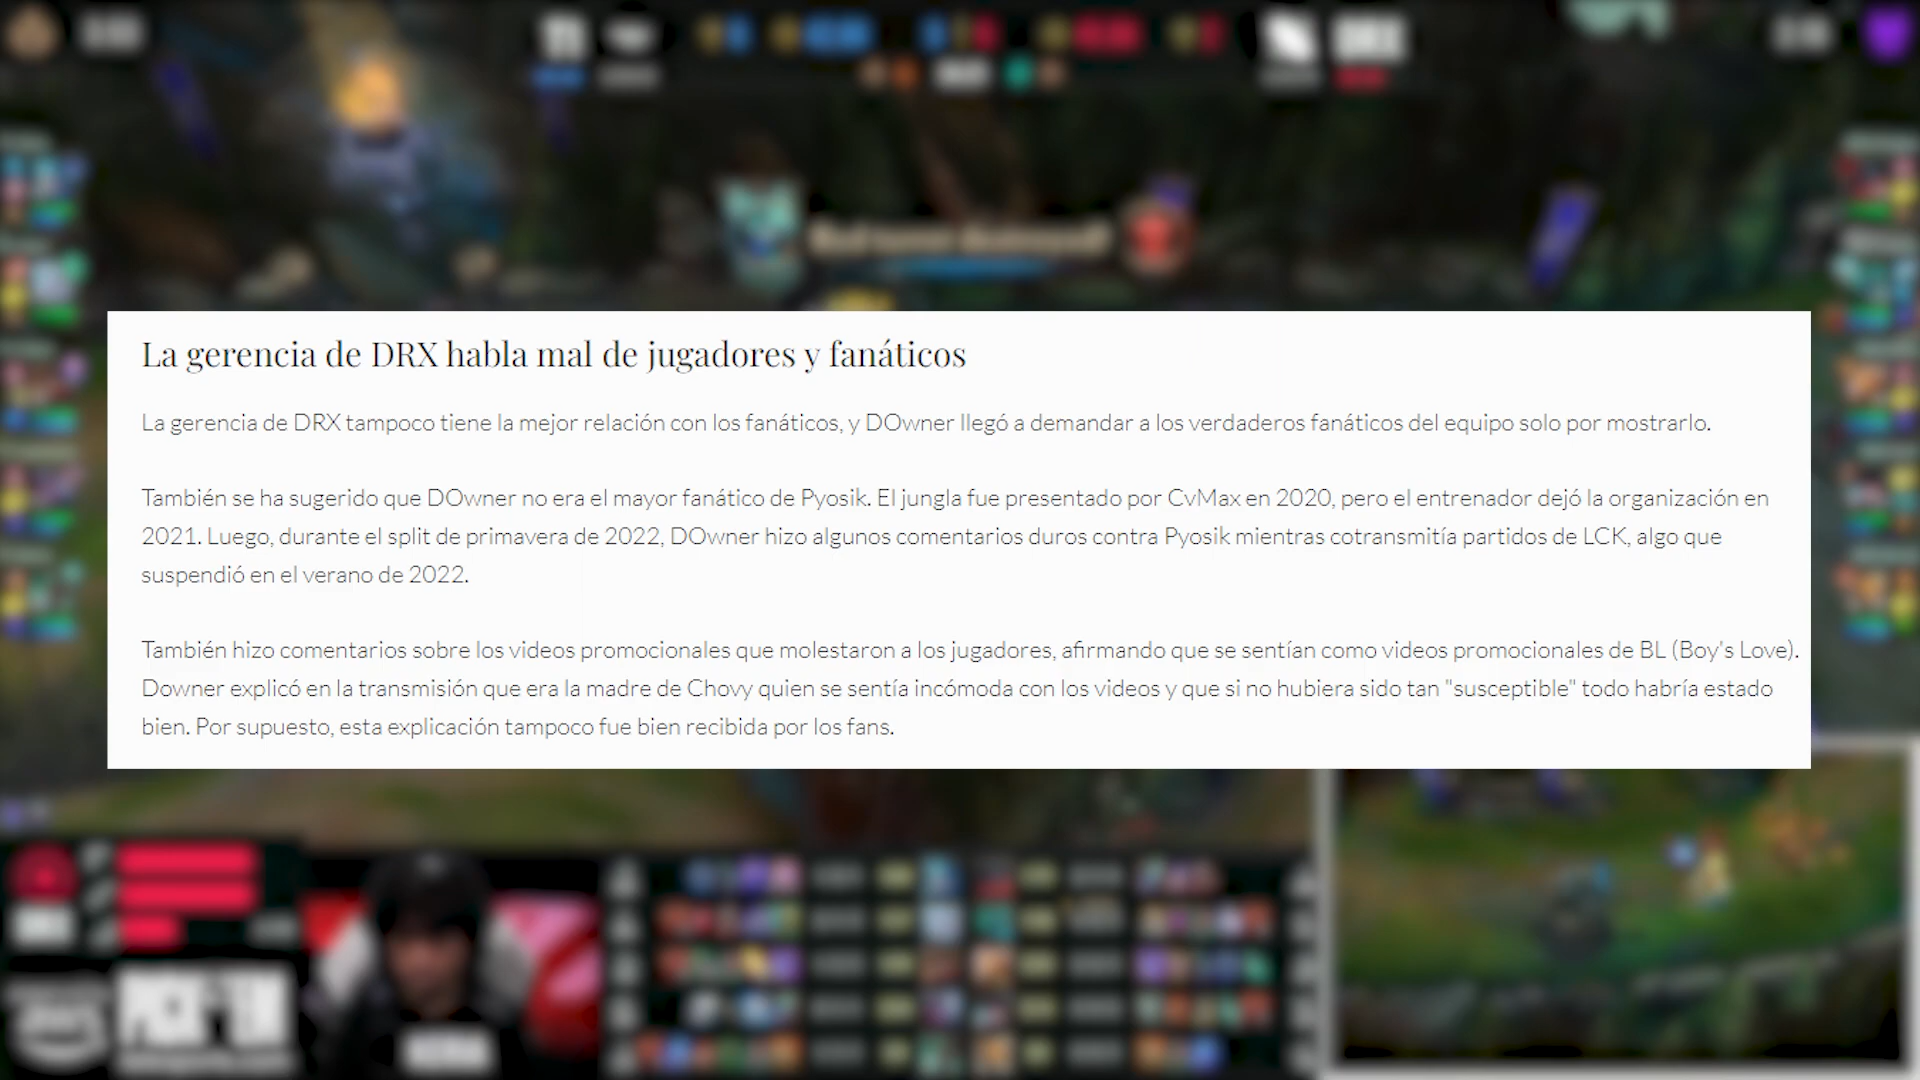 DRX
La gerencia de DRX habla mal de jugadores y fanáticos
La gerencia de DRX tampoco tiene la mejor relación con los fanáticos, y DOwner llegó a demandar a los verdaderos fanáticos del equipo solo por mostrarlo.
También se ha sugerido que DOwner no era el mayor fanático de Pyosik. El jungla fue presentado por CvMax en 2020, pero el entrenador dejó la organización en
2021. Luego, durante el split de primavera de 2022, DOwner hizo algunos comentarios duros contra Pyosik mientras cotransmitía partidos de LCK, algo que
suspendió en el verano de 2022.
También hizo comentarios sobre los videos promocionales que molestaron a los jugadores, afirmando que se sentían como videos promocionales de BL (Boy's Love).
Downer explicó en la transmisión que era la madre de Chovy quien se sentía incómoda con los videos y que si no hubiera sido tan "susceptible" todo habría estado
bien. Por supuesto, esta explicación tampoco fue bien recibida por los fans.